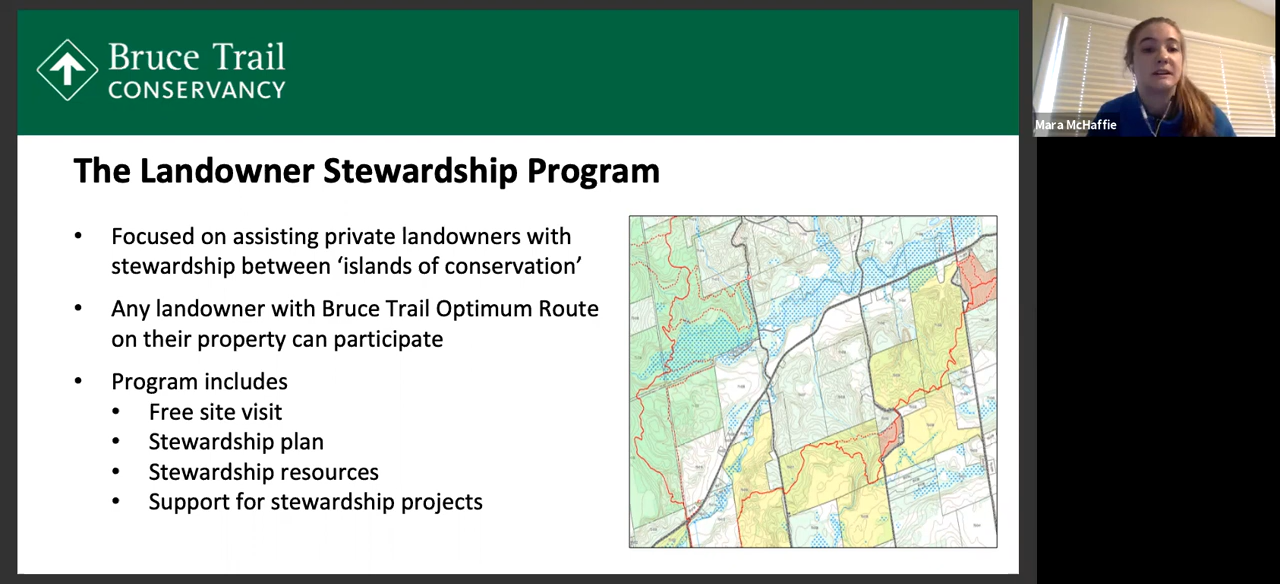 Bruce Trail
CONSERVANCY
Mara McHaffie
The Landowner Stewardship Program
• Focused on assisting private landowners with
stewardship between ‘islands of conservation’
• Any landowner with Bruce Trail Optimum Route
on their property can participate
• Program includes
• Free site visit
• Stewardship plan
• Stewardship resources
• Support for stewardship projects